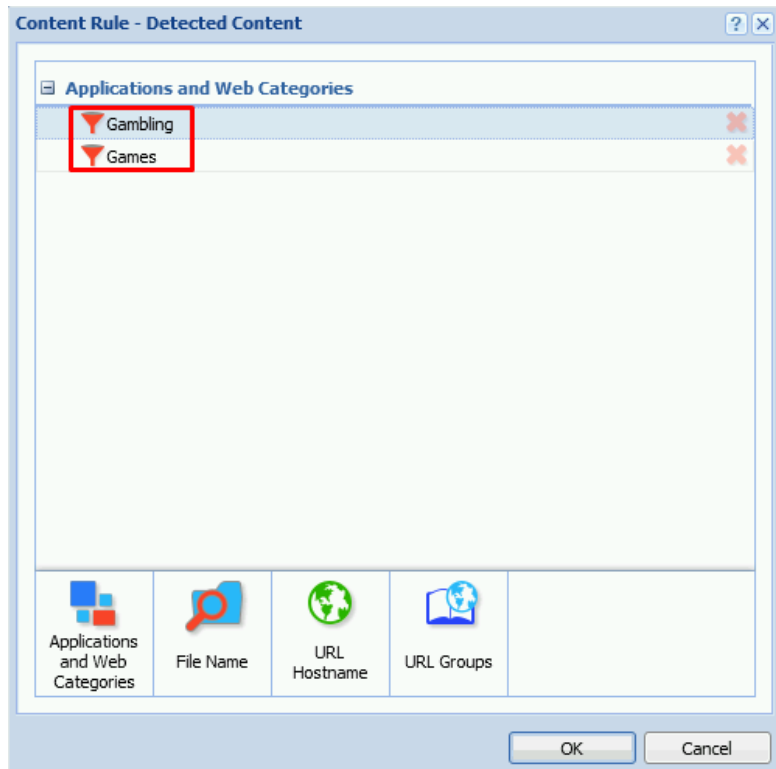 Content Rule - Detected Content
Applications and Web Categories
Gambling
Games
Applications
and Web
Categories
File Name
URL
Hostname
URL Groups
OK
Cancel